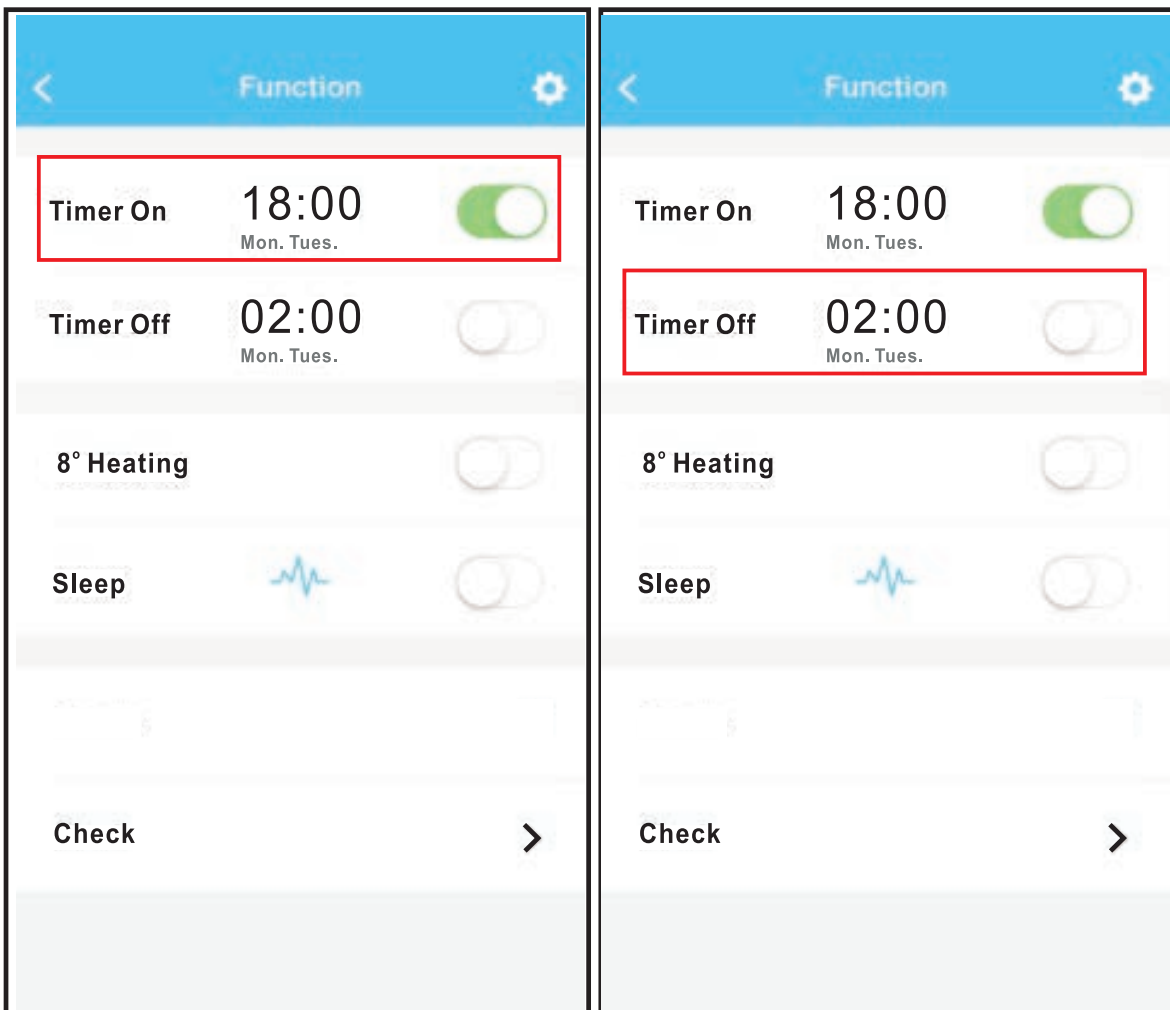 Function
Timer On 18:00
Mon. Tues.
Timer Off 02:00
Mon. Tues.
8° Heating
Sleep
Check
Function
Timer On 18:00
Mon. Tues.
Timer Off 02:00
Mon. Tues.
8° Heating
Sleep
Check